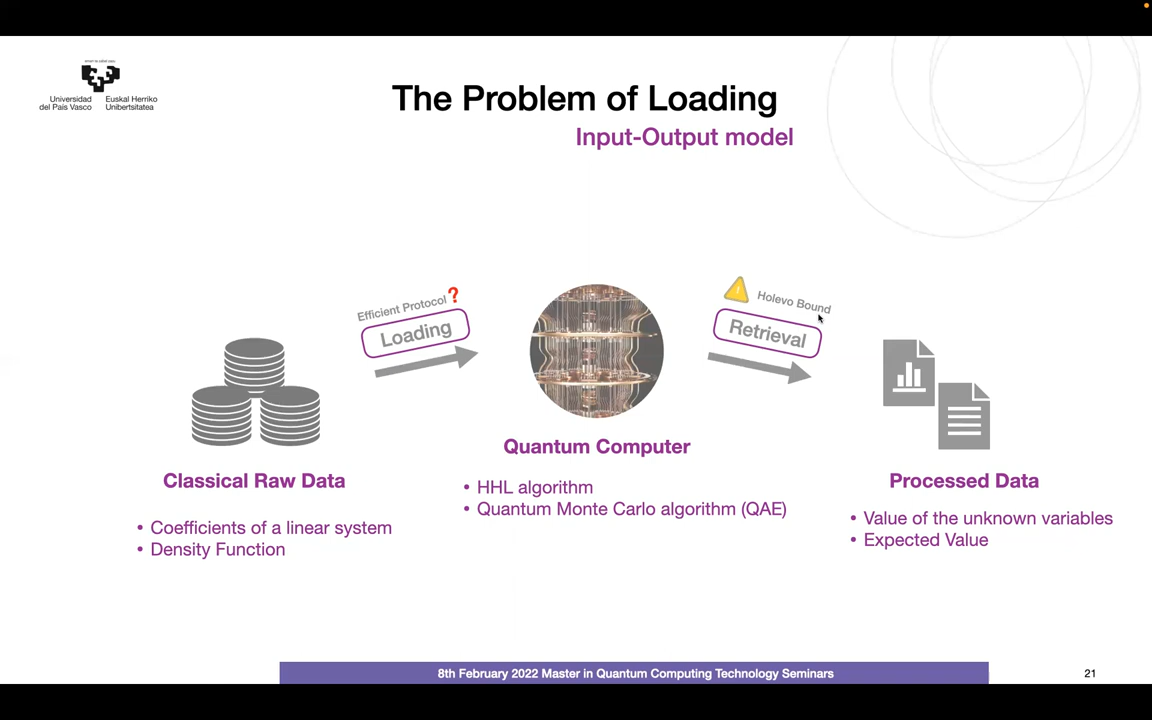 Universidad
del País Vasco
Euskal Herriko
Unibertsitatea
The Problem of Loading
Input-Output model
Efficient Protocol ❓
Loading
Holevo Bound
Retrieval
Quantum Computer
• HHL algorithm
• Quantum Monte Carlo algorithm (QAE)
Classical Raw Data
• Coefficients of a linear system
• Density Function
Processed Data
• Value of the unknown variables
• Expected Value
8th February 2022 Master in Quantum Computing Technology Seminars
21